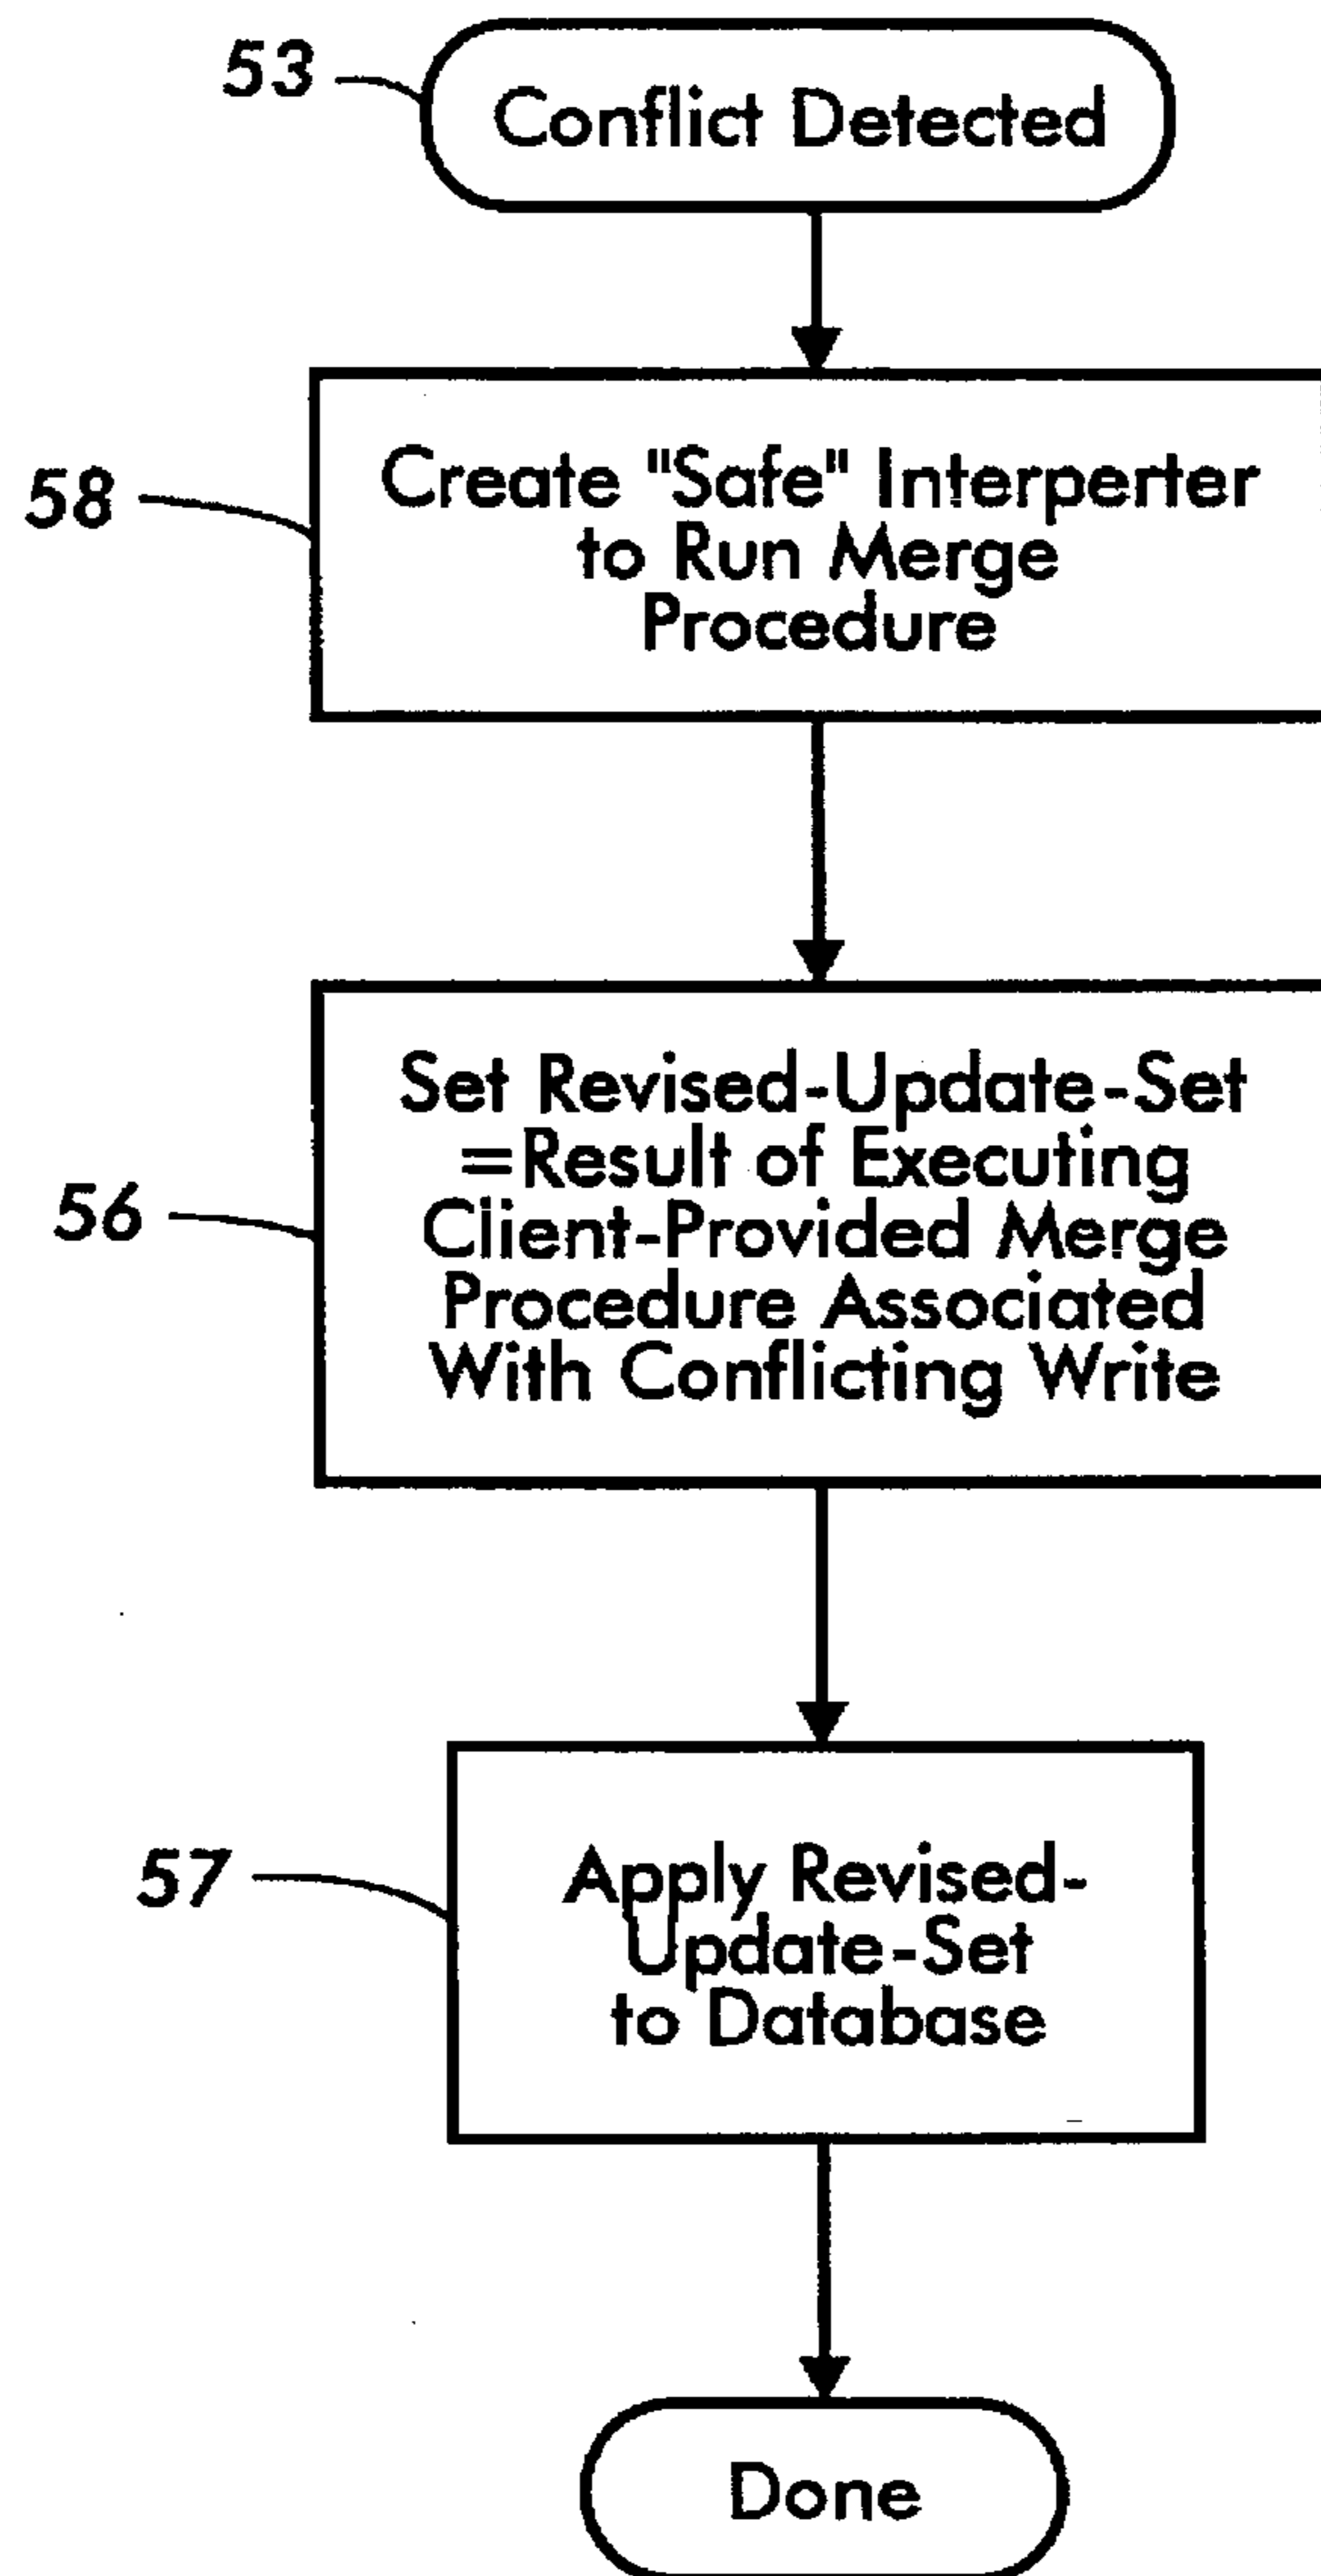 53
Conflict Detected
58
Create "Safe" Interperter
to Run Merge
Procedure
56
Set Revised-Update-Set
=Result of Executing
Client-Provided Merge
Procedure Associated
With Conflicting Write
57
Apply Revised-
Update-Set
to Database
Done